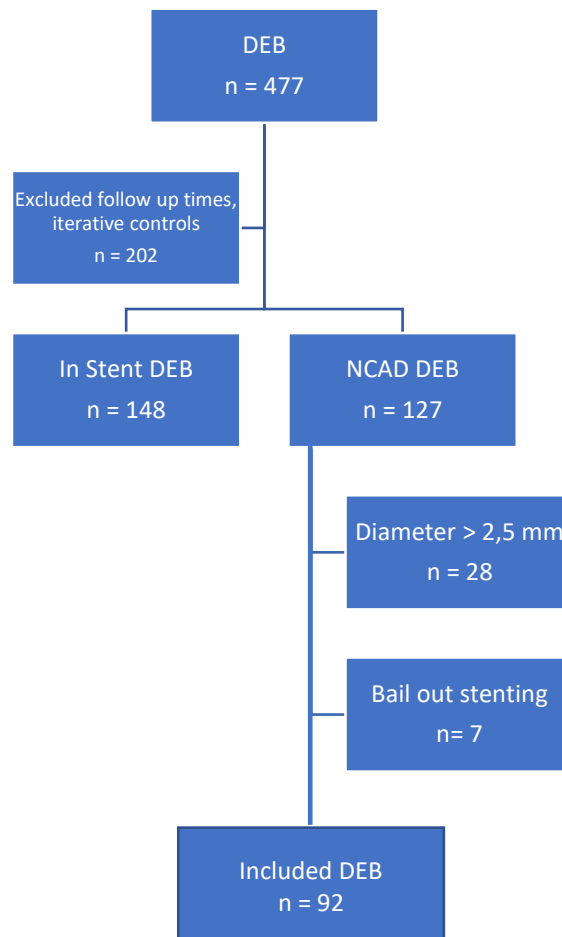 DEB
n = 477
Excluded follow up times,
iterative controls
n = 202
In Stent DEB
n = 148
NCAD DEB
n = 127
Diameter > 2,5 mm
n = 28
Bail out stenting
n= 7
Included DEB
n = 92